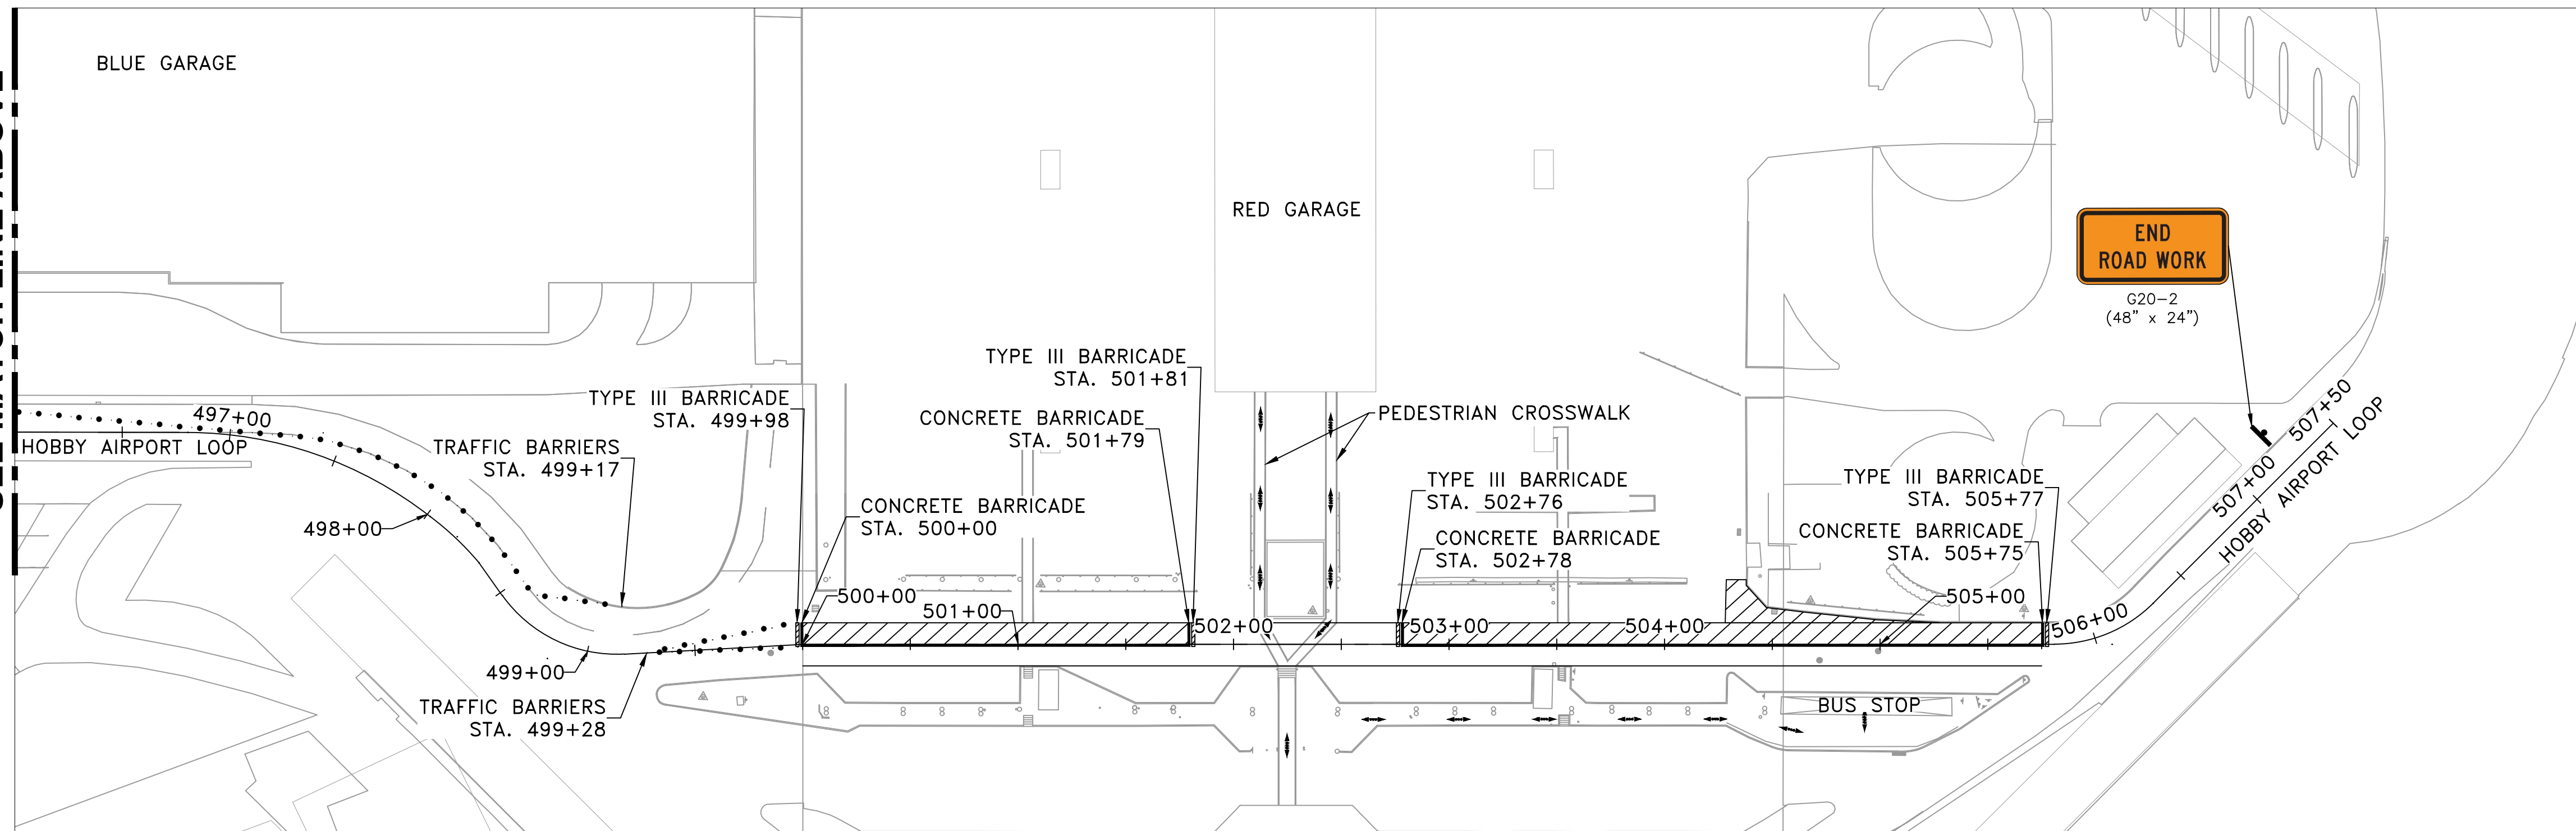 BLUE GARAGE
RED GARAGE
END
ROAD WORK
G20-2
(48" x 24")
TYPE III BARRICADE
STA. 501+81
TYPE III BARRICADE
STA. 499+98
CONCRETE BARRICADE
STA. 501+79
PEDESTRIAN CROSSWALK
497+00
HOBBY AIRPORT LOOP
TRAFFIC BARRIERS
STA. 499+17
507+50
HOBBY AIRPORT LOOP
507+00
TYPE III BARRICADE
STA. 502+76
TYPE III BARRICADE
STA. 505+77
CONCRETE BARRICADE
STA. 500+00
498+00
CONCRETE BARRICADE
STA. 502+78
CONCRETE BARRICADE
STA. 505+75
500+00
501+00
502+00
503+00
504+00
505+00
506+00
499+00
TRAFFIC BARRIERS
STA. 499+28
BUS STOP